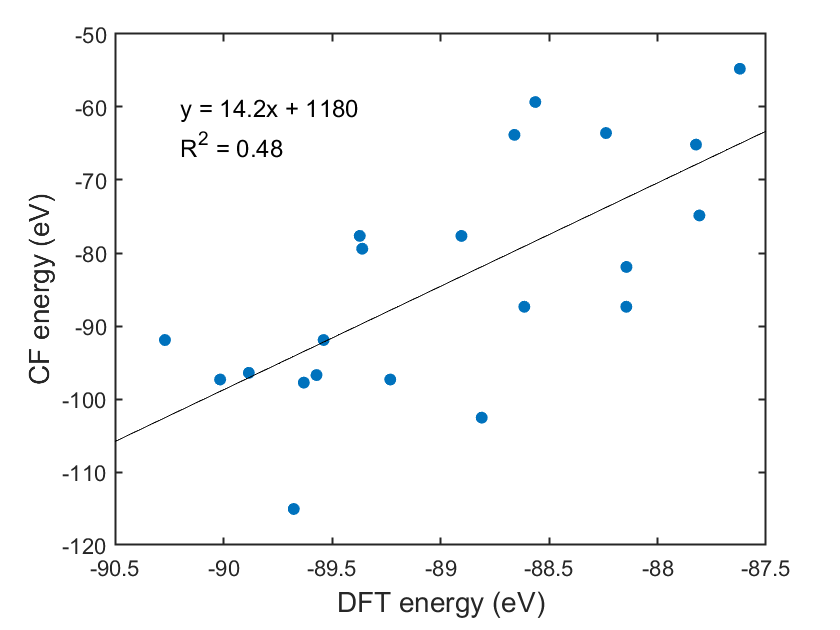 -50
-60
-70
-80
-90
-100
-110
-120
CF energy (eV)
y = 14.2x + 1180
R² = 0.48
-90.5 -90 -89.5 -89 -88.5 -88 -87.5
DFT energy (eV)